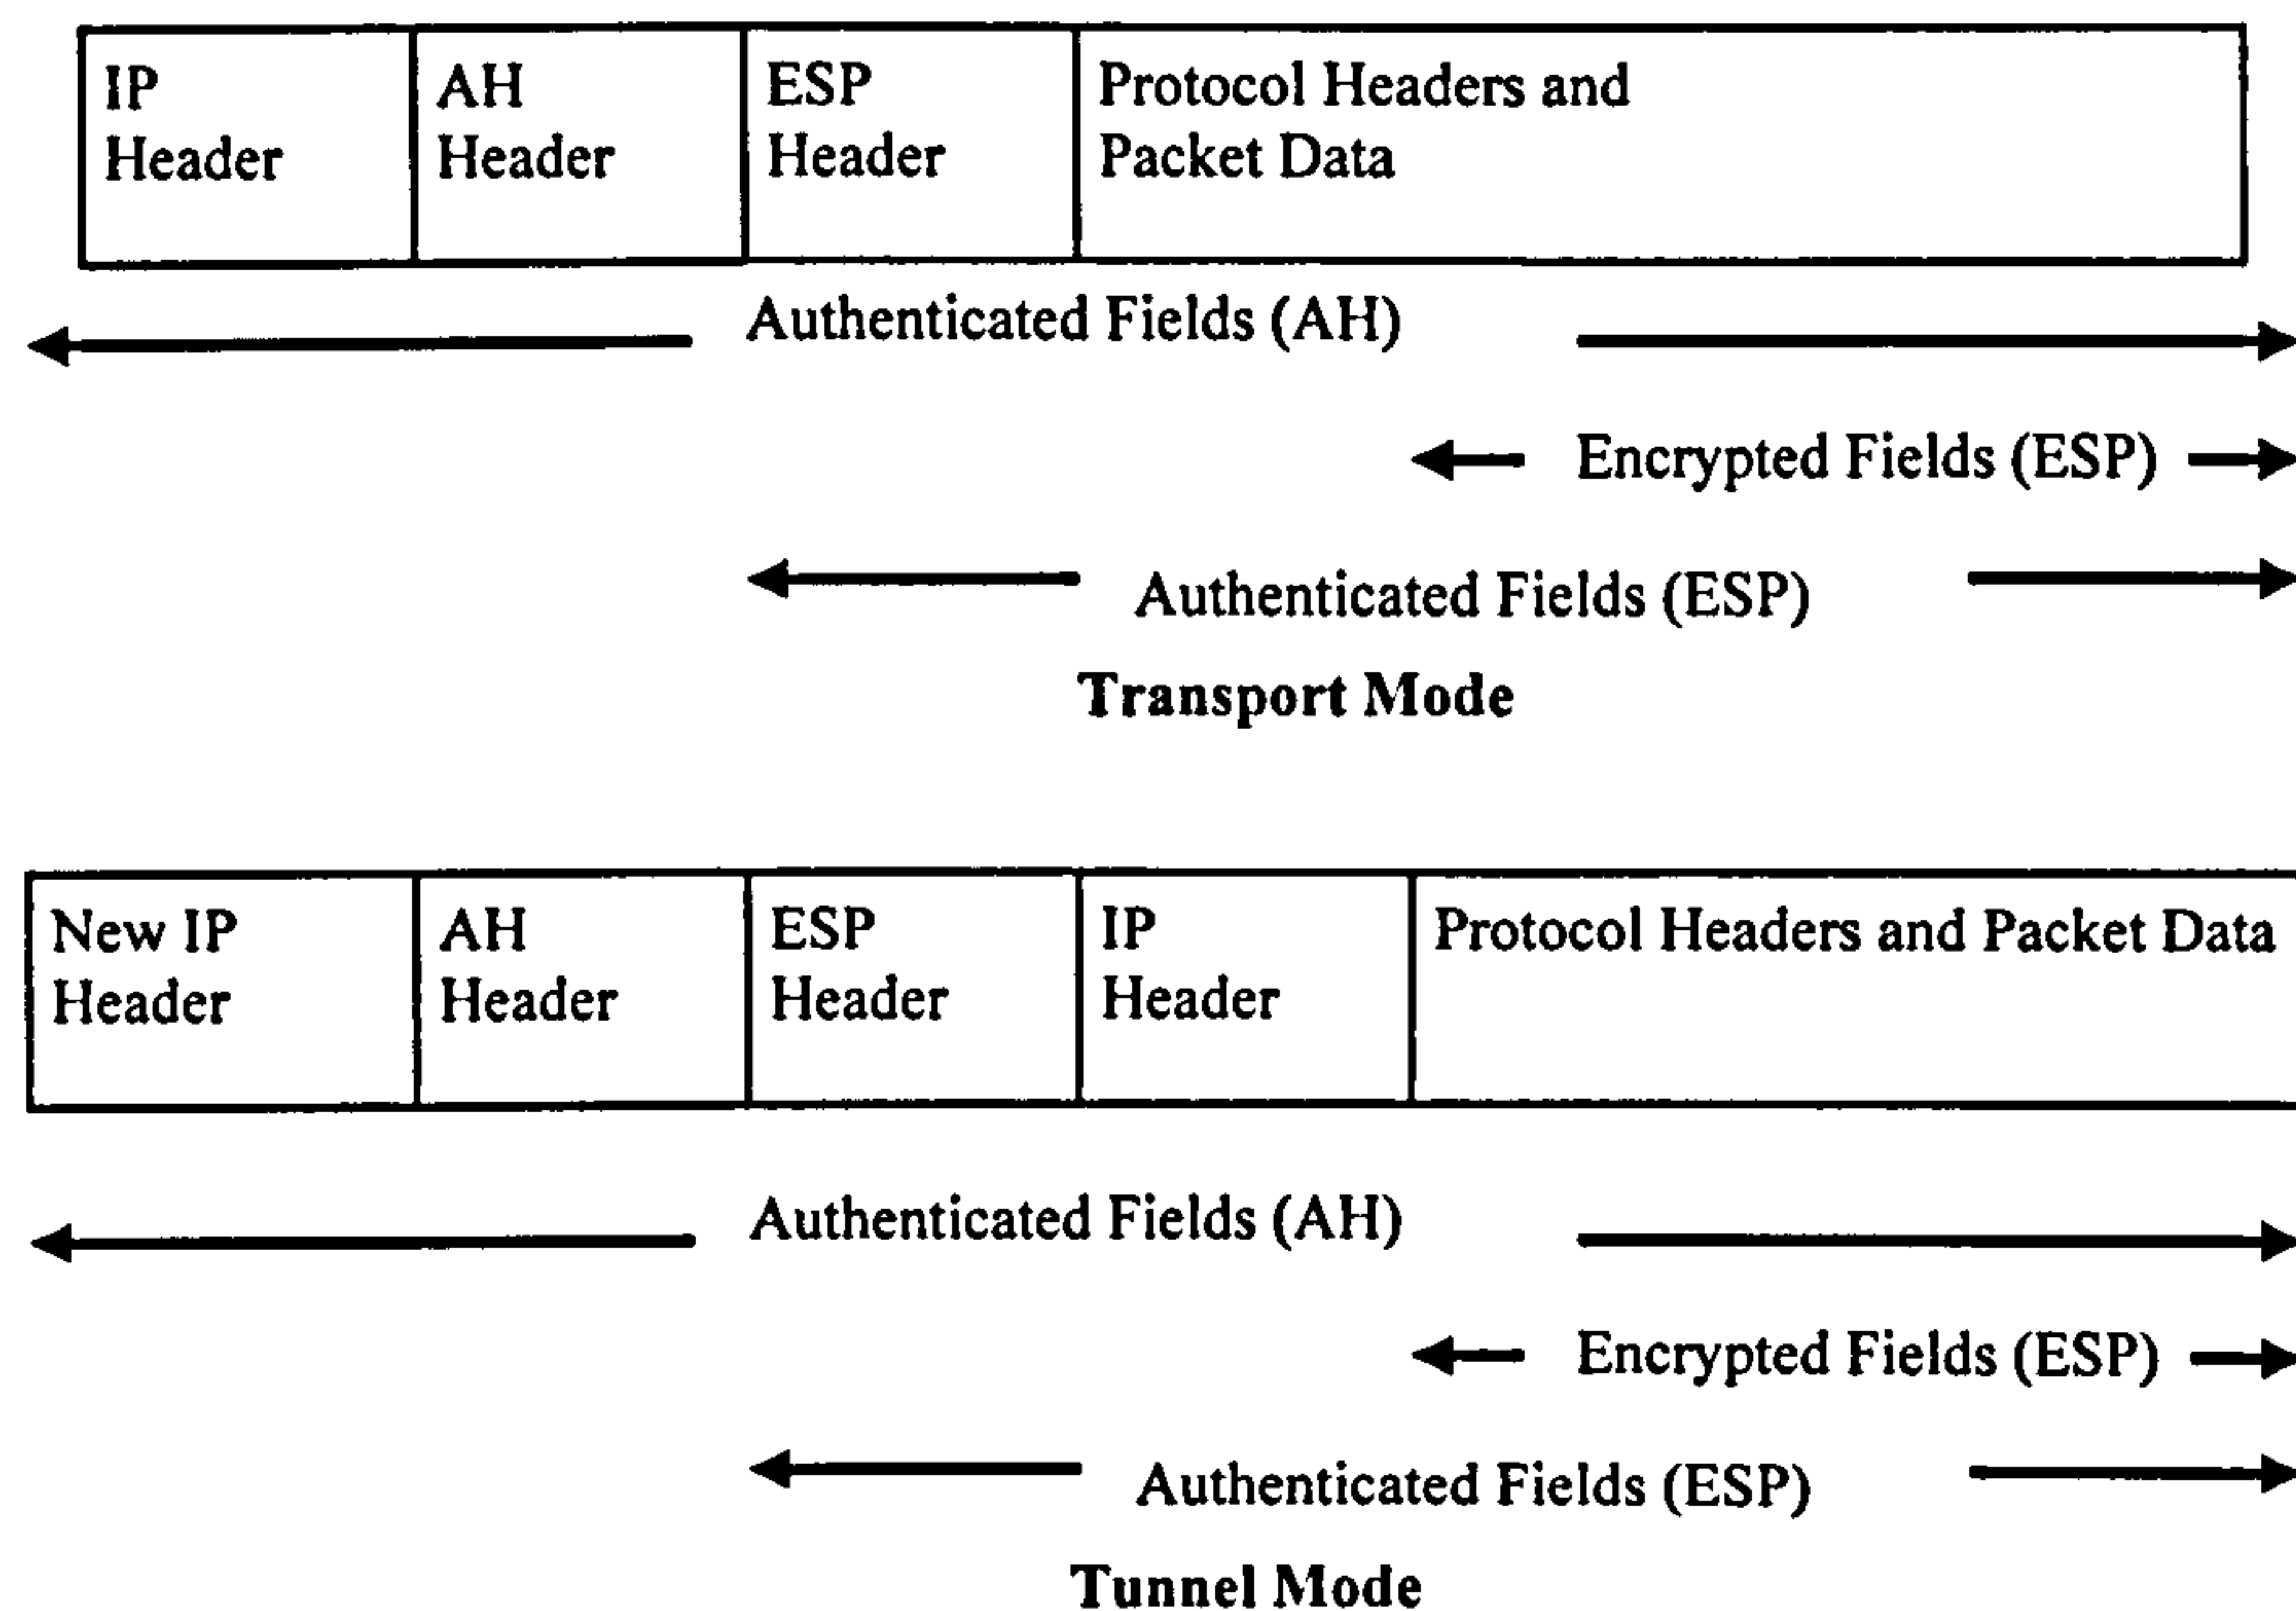 IP
Header
AH
Header
ESP
Header
Protocol Headers and
Packet Data
Authenticated Fields (AH)
Encrypted Fields (ESP)
Authenticated Fields (ESP)
Transport Mode
New IP
Header
AH
Header
ESP
Header
IP
Header
Protocol Headers and Packet Data
Authenticated Fields (AH)
Encrypted Fields (ESP)
Authenticated Fields (ESP)
Tunnel Mode